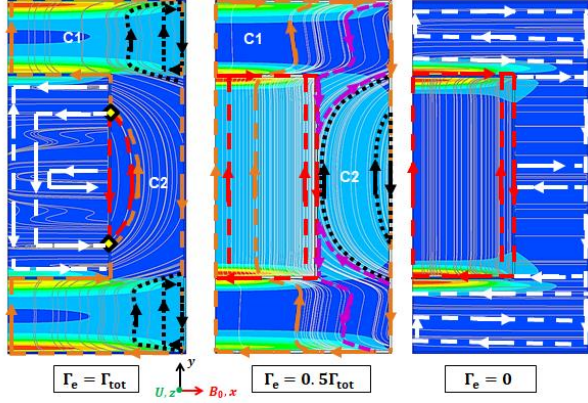 C1
C1
C2
C2
Γe = Γtot
y
U, z
B0, x
Γe = 0.5Γtot
Γe = 0